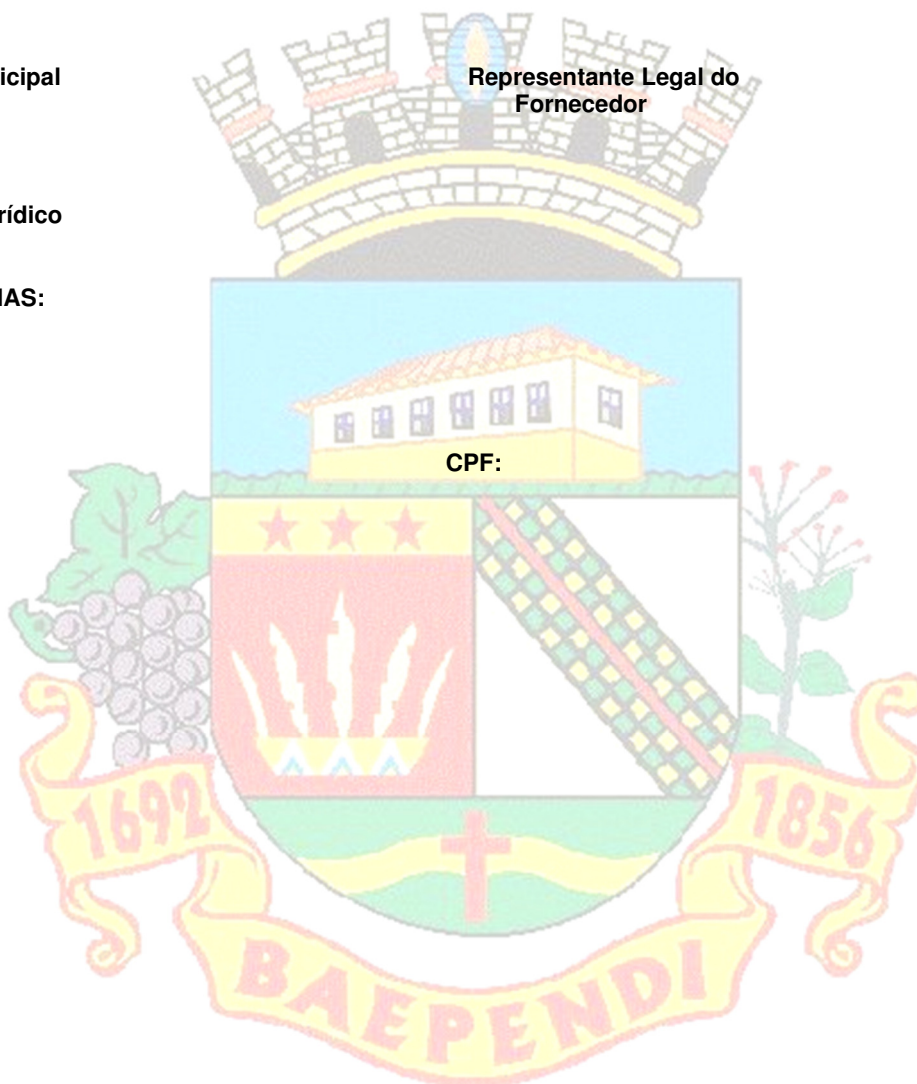 icipal
Representante Legal do
Fornecedor
rídico
IAS:
CPF:
1692
1856
BAEPENDI